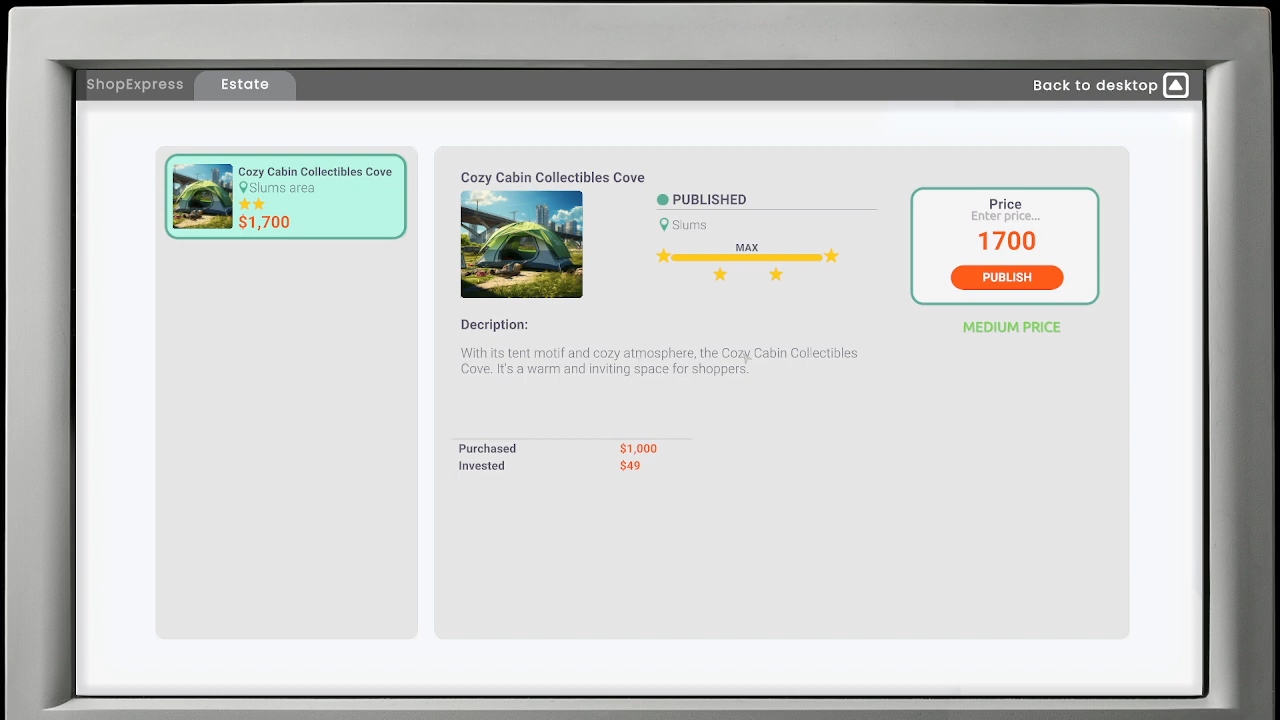 ShopExpress
Estate
Back to desktop
Cozy Cabin Collectibles Cove
Slums area
$1,700
Cozy Cabin Collectibles Cove
PUBLISHED
Slums
MAX
Price
Enter price...
1700
PUBLISH
MEDIUM PRICE
Decription:
With its tent motif and cozy atmosphere, the Cozy Cabin Collectibles
Cove. It's a warm and inviting space for shoppers.
Purchased $1,000
Invested $49